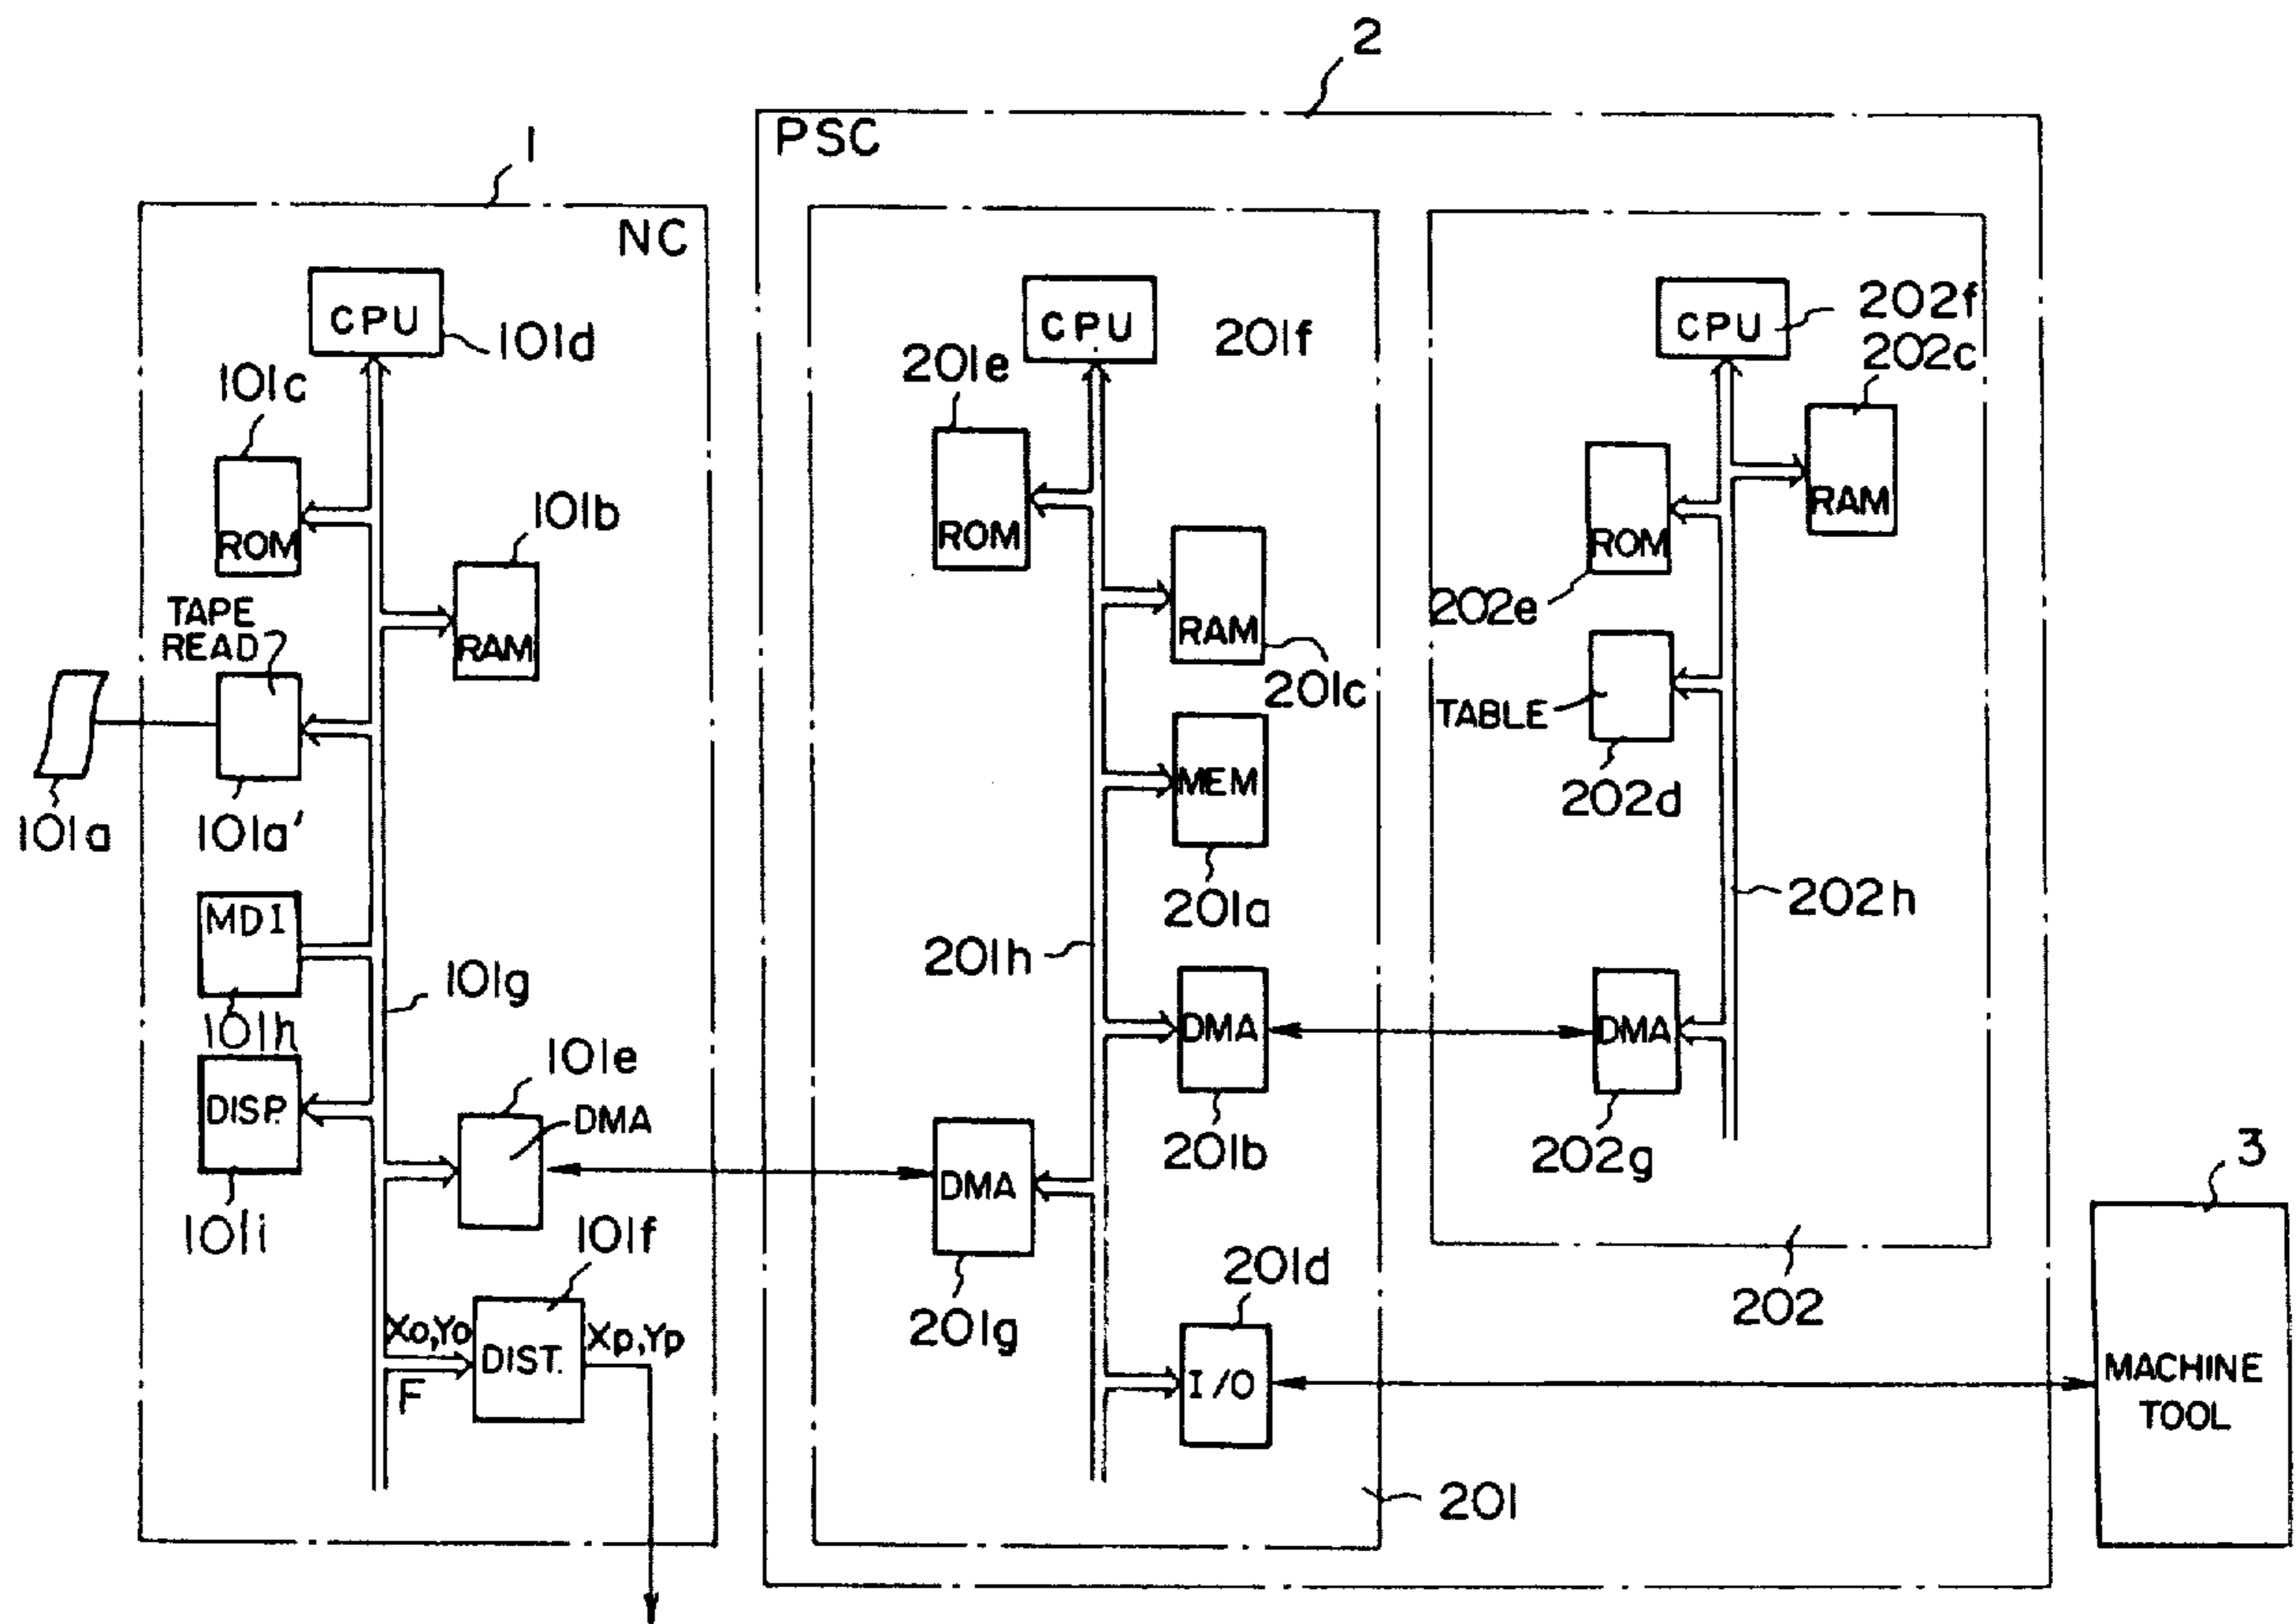 2
PSC
1
NC
CPU
101d
101c
ROM
101b
RAM
TAPE
READ
101a
101a'
MDI
101h
101g
DISP.
101i
101e
DMA
101f
Xo,Yo
F
DIST.
Xp,Yp
CPU
201f
201e
ROM
RAM
201c
MEM
201a
201h
DMA
201b
DMA
201g
201d
I/O
201
CPU
202f
202c
RAM
ROM
202e
TABLE
202d
202h
DMA
202g
202
3
MACHINE
TOOL